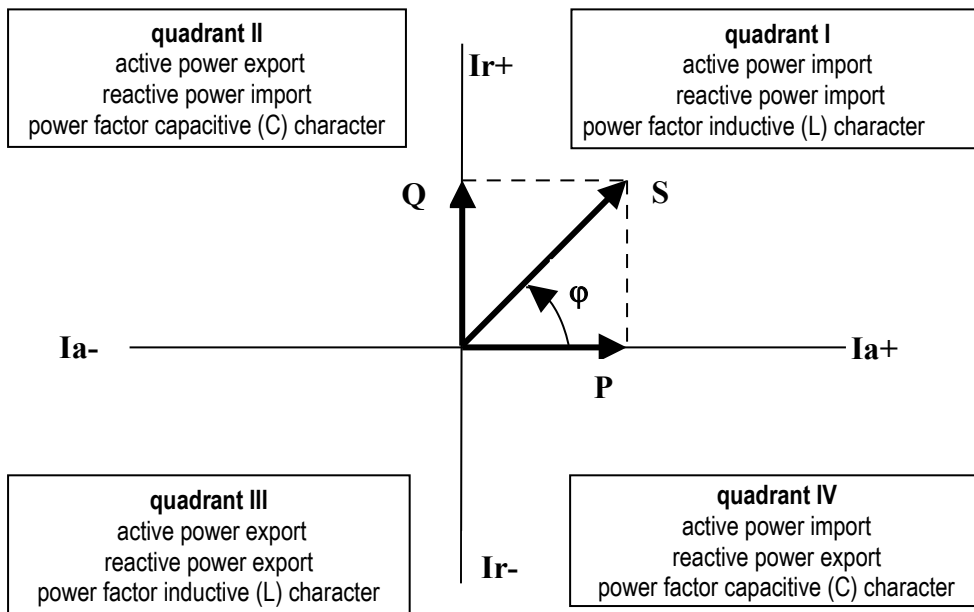 quadrant II
active power export
reactive power import
power factor capacitive (C) character
Ir+
quadrant I
active power import
reactive power import
power factor inductive (L) character
Q
S
φ
Ia-
Ia+
P
quadrant III
active power export
reactive power export
power factor inductive (L) character
Ir-
quadrant IV
active power import
reactive power export
power factor capacitive (C) character